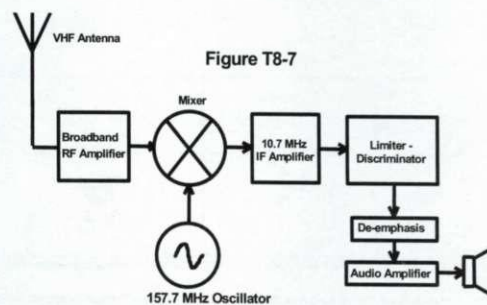 VHF Antenna
Figure T8-7
Mixer
Broadband
RF Amplifier
10.7 MHz
IF Amplifier
Limiter -
Discriminator
De-emphasis
Audio Amplifier
157.7 MHz Oscillator